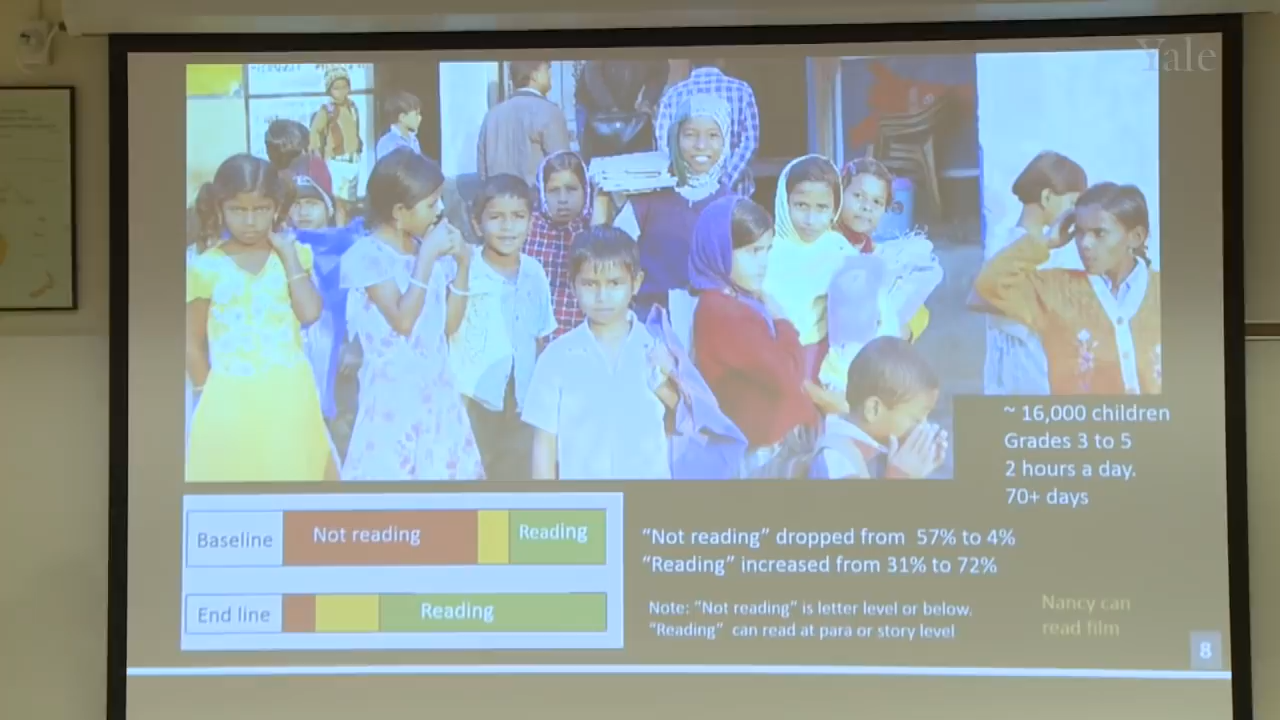 Yale
~ 16,000 children
Grades 3 to 5
2 hours a day.
70+ days
Baseline
Not reading
Reading
End line
Reading
“Not reading” dropped from 57% to 4%
“Reading” increased from 31% to 72%
Note: “Not reading” is letter level or below.
“Reading” can read at para or story level
Nancy can
read film
8